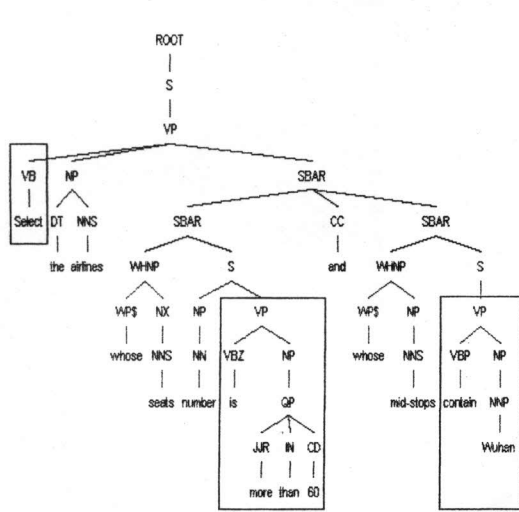 ROOT
S
VP
VB NP SBAR
Select DT NNS SBAR CC SBAR
the airlines WHNP S and WHNP S
WP$ NX NP VP WP$ NP VP
whose NNS NN VBZ NP whose NNS VBP NP
seats number is QP mid-stops contain NNP
JJR IN CD Wuhan
more than 60